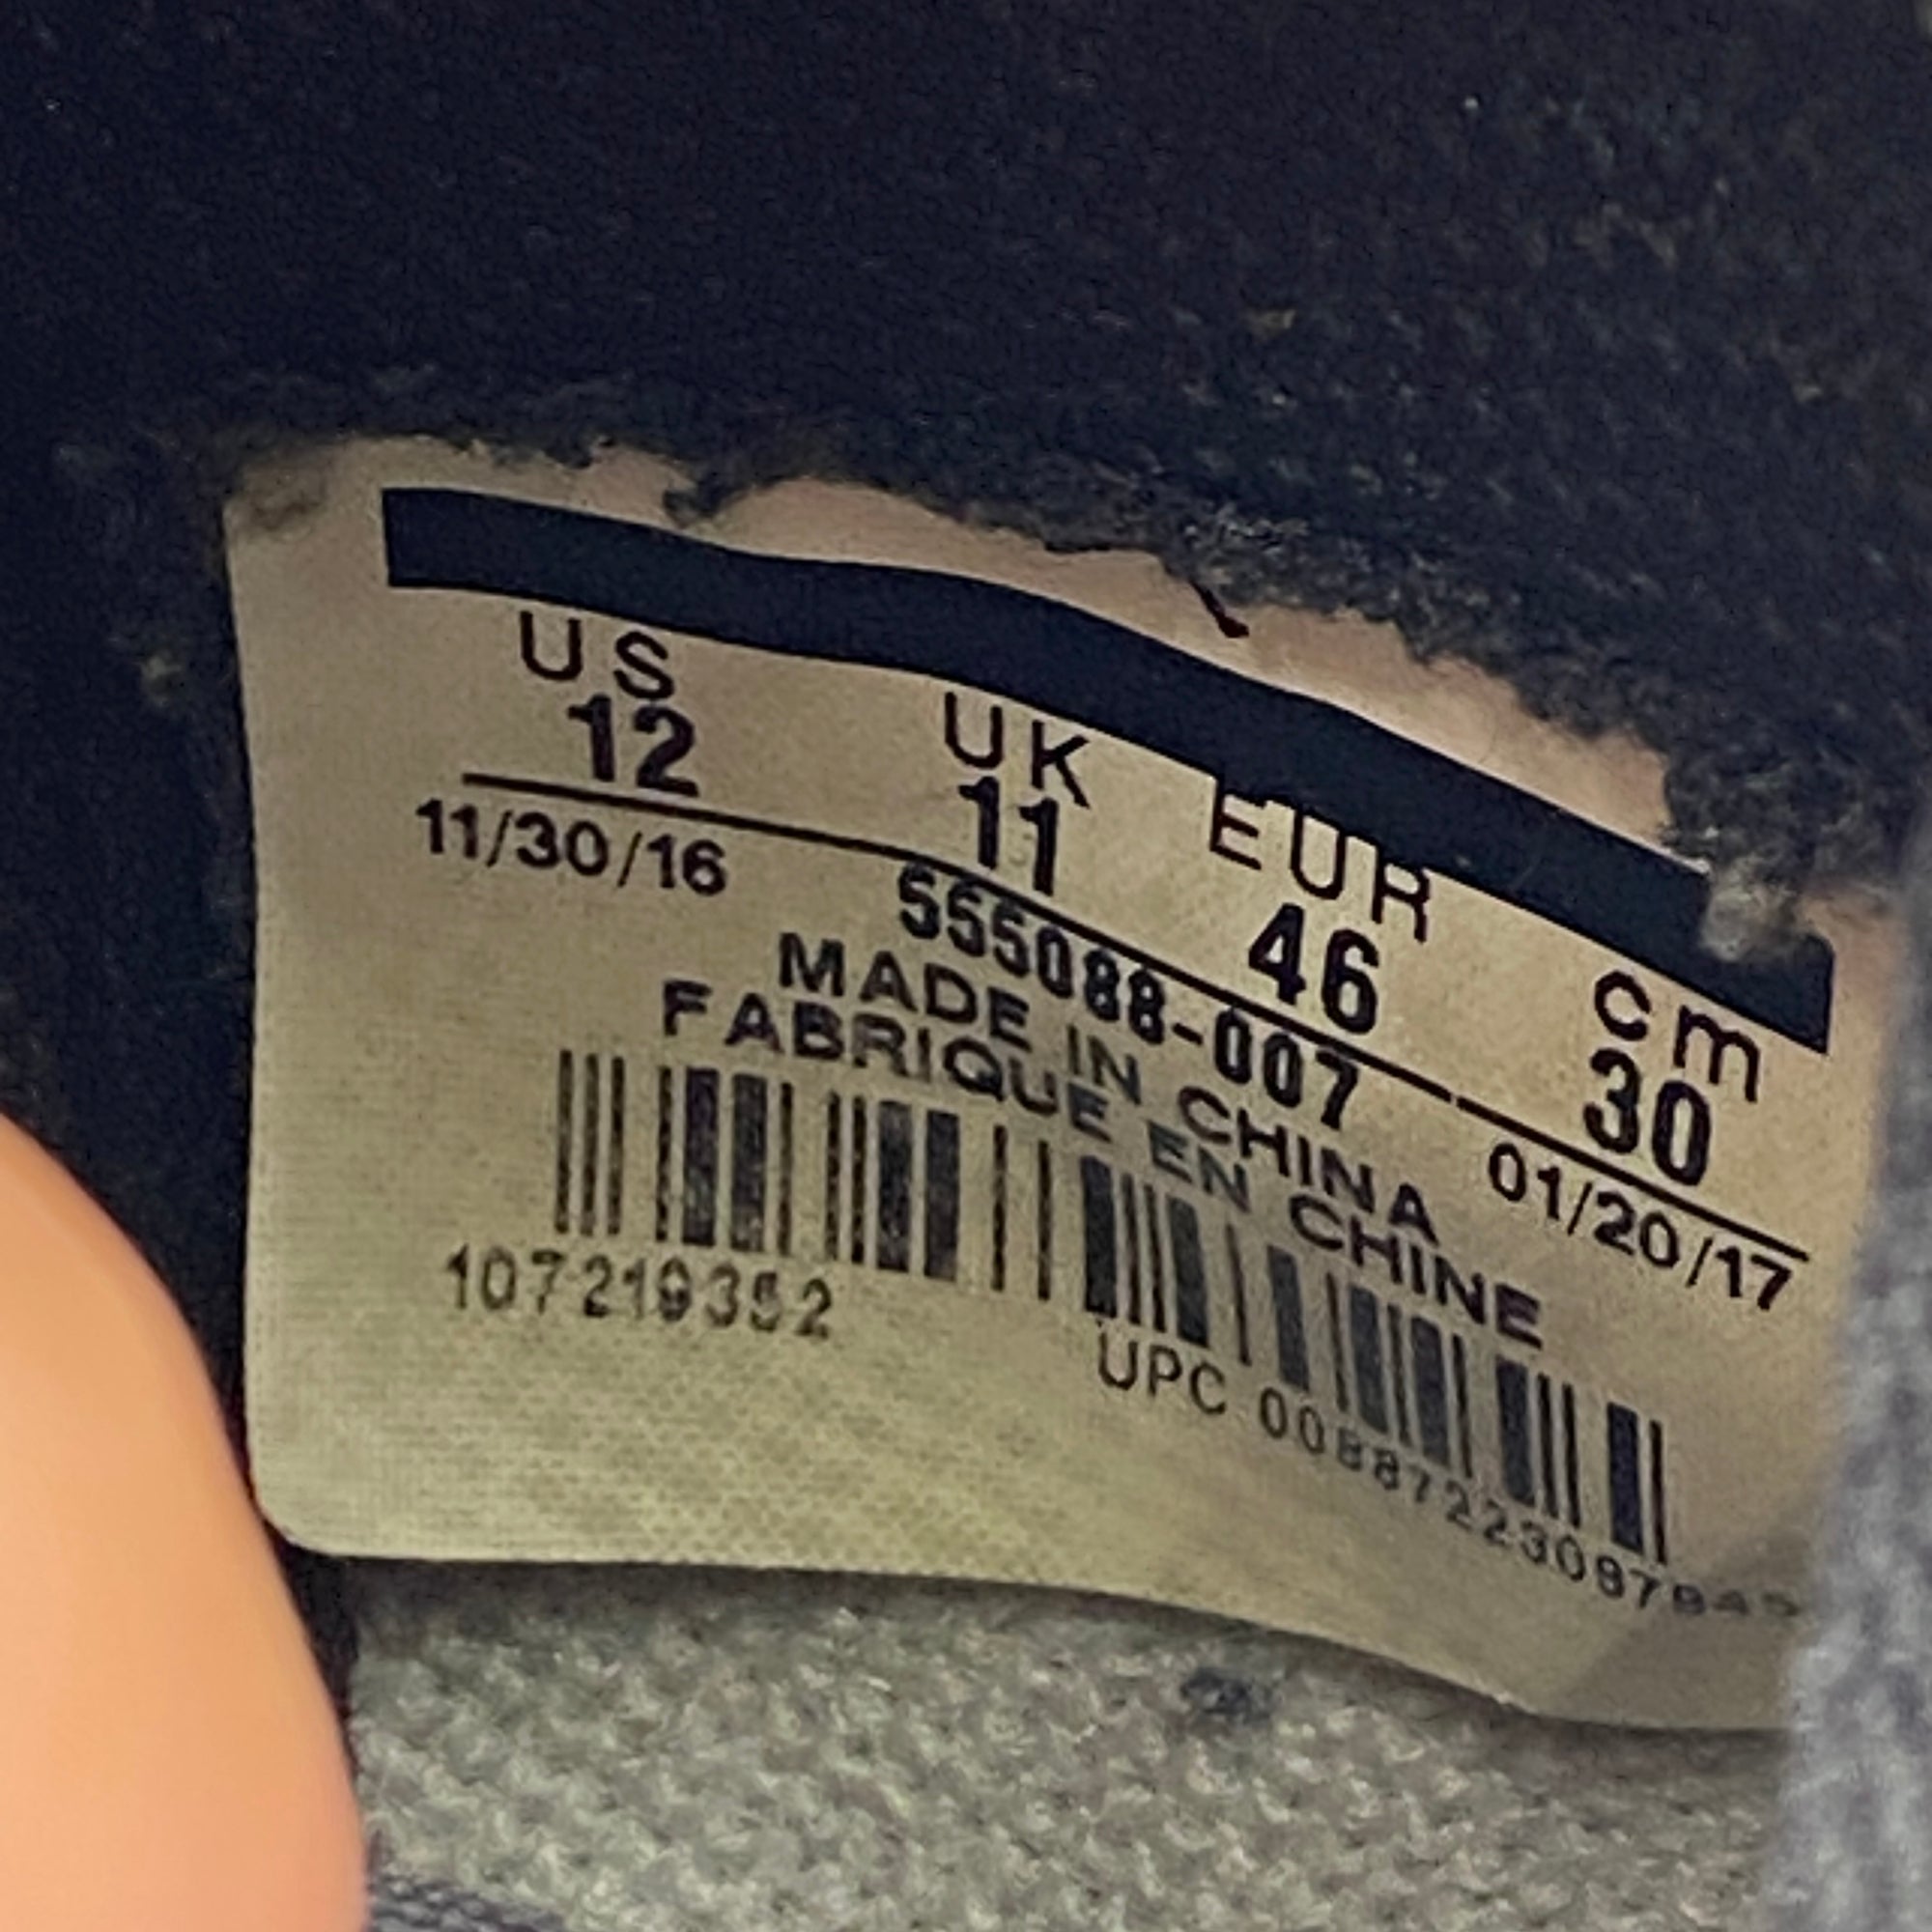 US UK EUR cm
12 11 46 30
11/30/16 555088-007 01/20/17
MADE IN CHINA
FABRIQUE EN CHINE
107219352
UPC